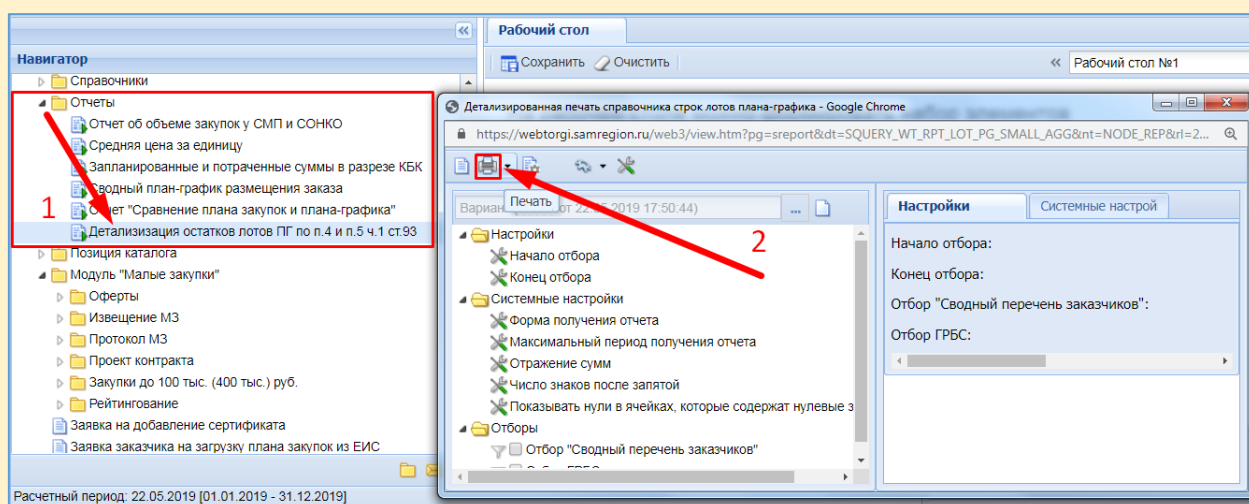 Рабочий стол
Навигатор
Сохранить
Очистить
Рабочий стол №1
Справочники
Отчеты
Отчет об объеме закупок у СМП и СОНКО
Средняя цена за единицу
Запланированные и потраченные суммы в разрезе КБК
Сводный план-график размещения заказа
Отчет "Сравнение плана закупок и плана-графика"
Детализизация остатков лотов ПГ по п.4 и п.5 ч.1 ст.93
1
Позиция каталога
Модуль "Малые закупки"
Оферты
Извещение МЗ
Протокол МЗ
Проект контракта
Закупки до 100 тыс. (400 тыс.) руб.
Рейтингование
Заявка на добавление сертификата
Заявка заказчика на загрузку плана закупок из ЕИС
Расчетный период: 22.05.2019 [01.01.2019 - 31.12.2019]
Детализированная печать справочника строк лотов плана-графика - Google Chrome
https://webtorgi.samregion.ru/web3/view.htm?pg=sreport&dt=SQUERY_WT_RPT_LOT_PG_SMALL_AGG&nt=NODE_REP&rl=2...
Печать
от 22.05.2019 17:50:44)
...
2
Настройки
Начало отбора
Конец отбора
Системные настройки
Форма получения отчета
Максимальный период получения отчета
Отражение сумм
Число знаков после запятой
Показывать нули в ячейках, которые содержат нулевые з
Отборы
Отбор "Сводный перечень заказчиков"
Настройки
Системные настрой
Начало отбора:
Конец отбора:
Отбор "Сводный перечень заказчиков":
Отбор ГРБС: